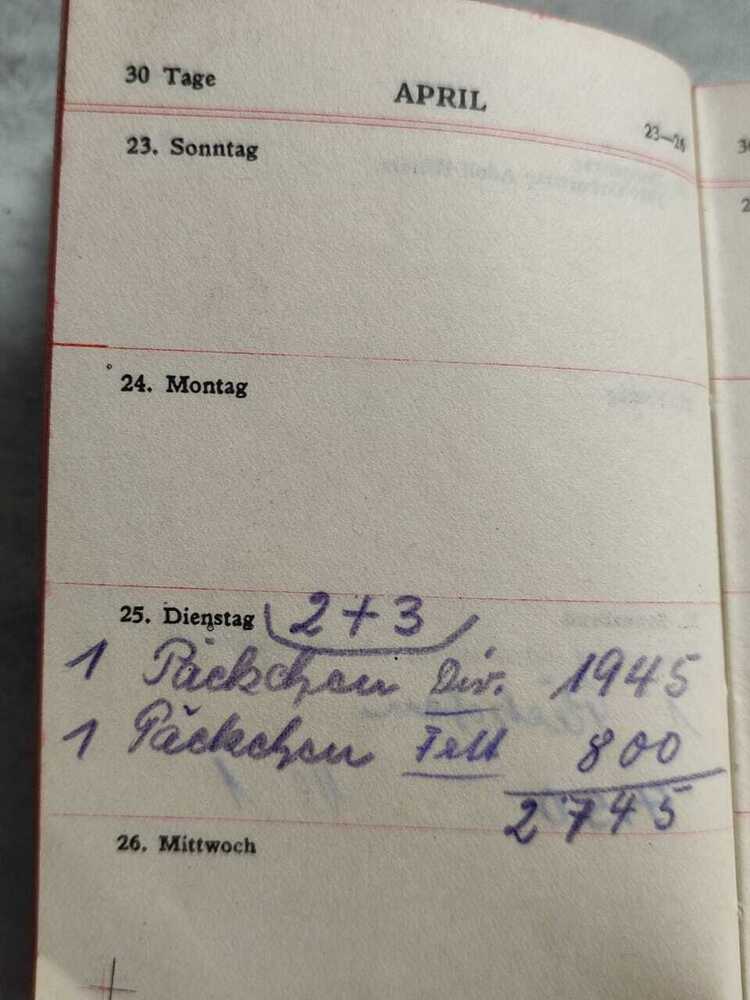 30 Tage
APRIL
23—26
23. Sonntag
24. Montag
25. Dienstag 2+3
1 Päckchen Div. 1945
1 Päckchen Fett 800
2745
26. Mittwoch